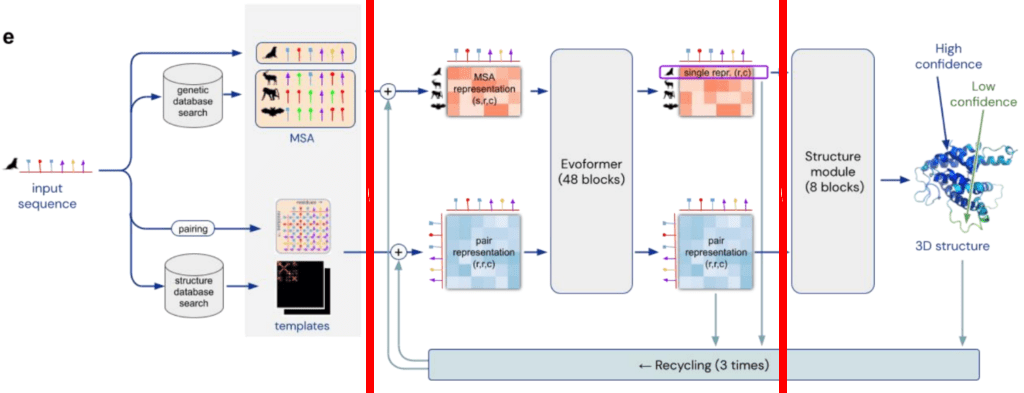 e
input
sequence
genetic
database
search
MSA
pairing
structure
database
search
templates
MSA
representation
(s,r,c)
pair
representation
(r,r,c)
Evoformer
(48 blocks)
single repr. (r,c)
pair
representation
(r,r,c)
Structure
module
(8 blocks)
High
confidence
Low
confidence
3D structure
← Recycling (3 times)